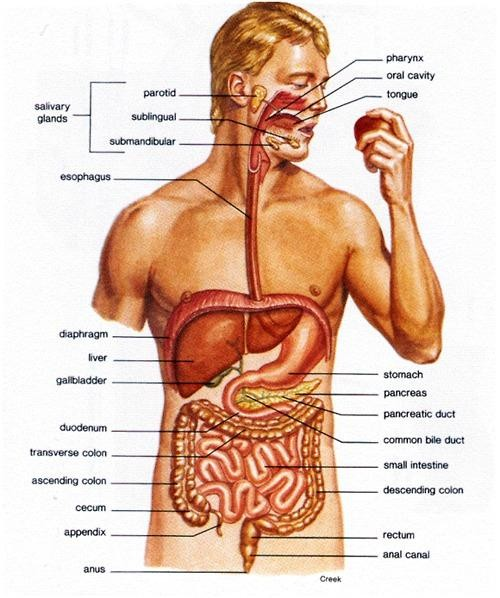 pharynx
oral cavity
tongue
salivary
glands
parotid
sublingual
submandibular
esophagus
diaphragm
liver
gallbladder
duodenum
transverse colon
ascending colon
cecum
appendix
anus
stomach
pancreas
pancreatic duct
common bile duct
small intestine
descending colon
rectum
anal canal
Creek